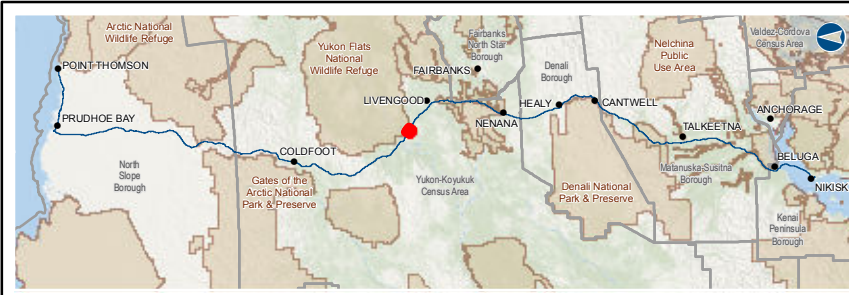 Arctic National
Wildlife Refuge
Yukon Flats
National
Wildlife Refuge
Fairbanks
North Star
Borough
Denali
Borough
Nelchina
Public
Use Area
Valdez-Cordova
Census Area
POINT THOMSON
PRUDHOE BAY
COLDFOOT
LIVENGOOD
FAIRBANKS
NENANA
HEALY
CANTWELL
TALKEETNA
ANCHORAGE
BELUGA
NIKISK
North
Slope
Borough
Gates of the
Arctic National
Park & Preserve
Yukon-Koyukuk
Census Area
Denali National
Park & Preserve
Matanuska-Susitna
Borough
Kenai
Peninsula
Borough